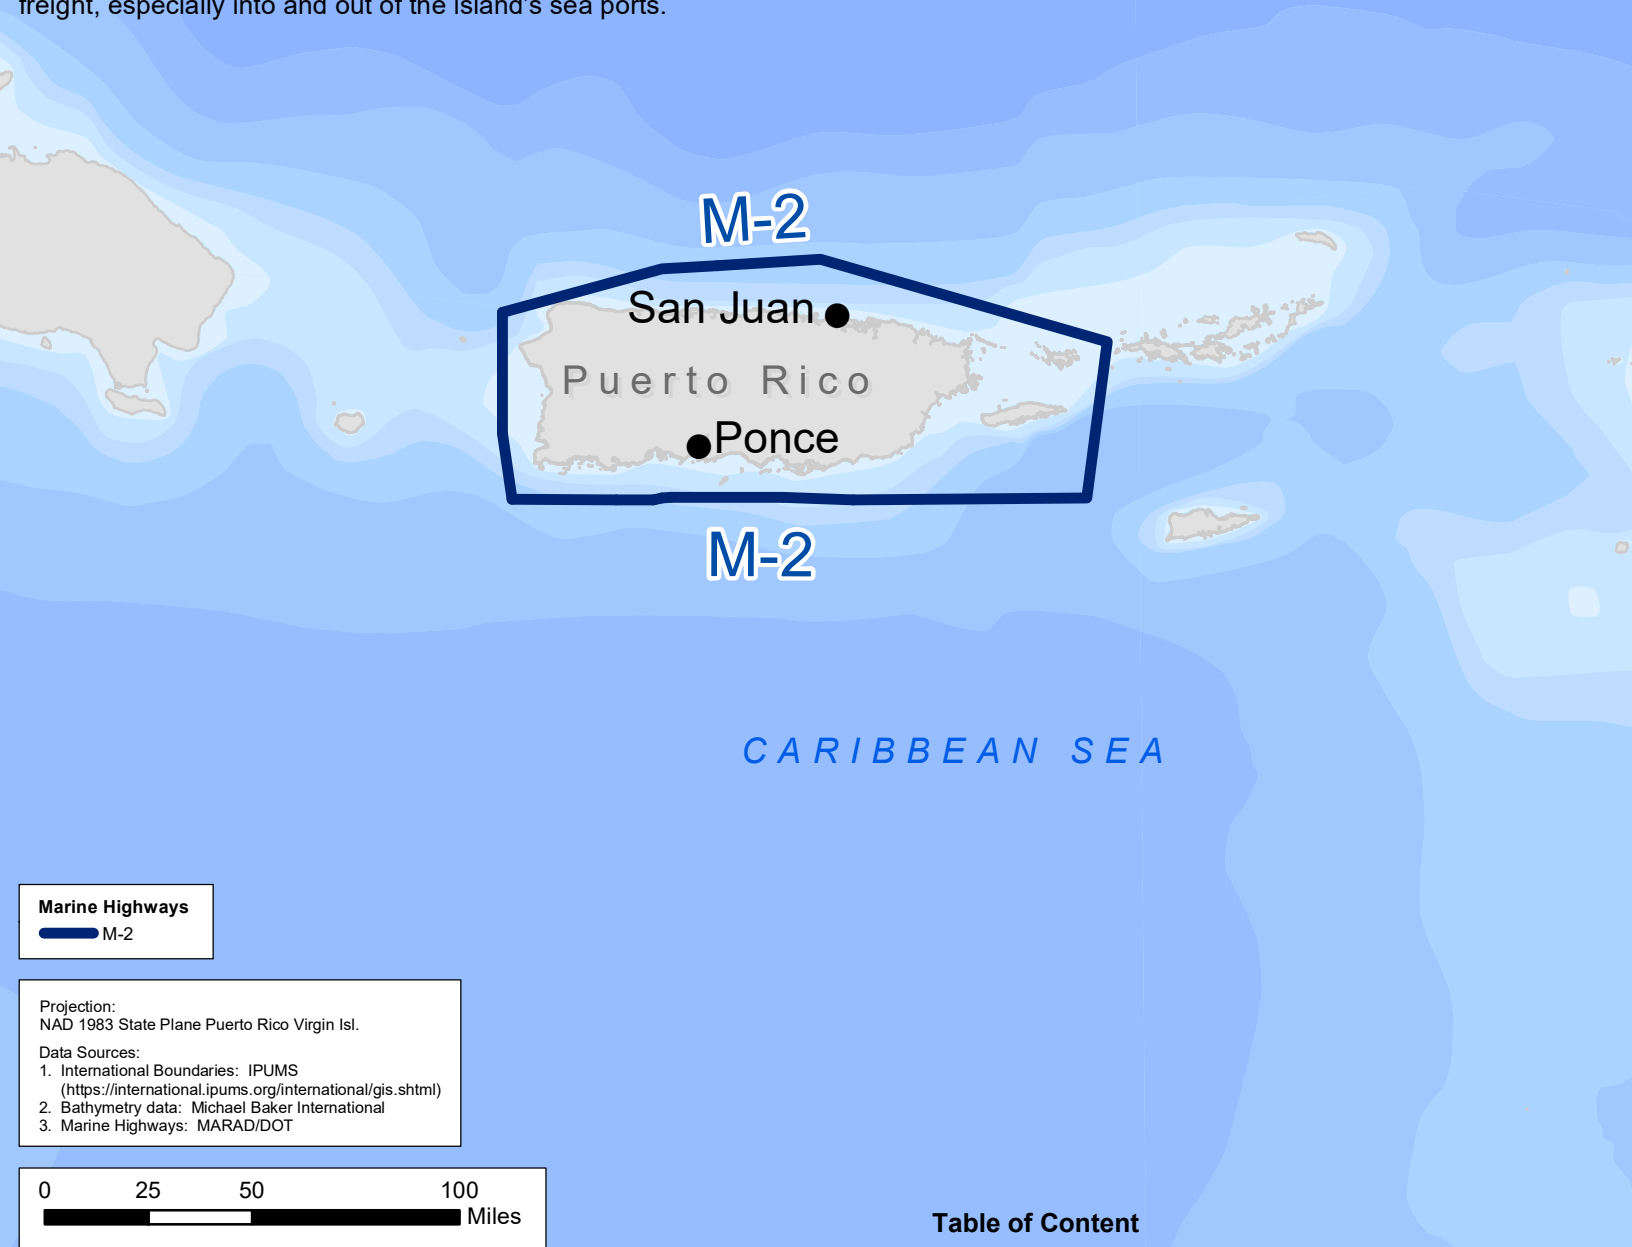 freight, especially into and out of the Island's sea ports.
M-2
San Juan
Puerto Rico
Ponce
M-2
CARIBBEAN SEA
Marine Highways
M-2
Projection:
NAD 1983 State Plane Puerto Rico Virgin Isl.
Data Sources:
1. International Boundaries: IPUMS
(https://international.ipums.org/international/gis.shtml)
2. Bathymetry data: Michael Baker International
3. Marine Highways: MARAD/DOT
0 25 50 100
Miles
Table of Content